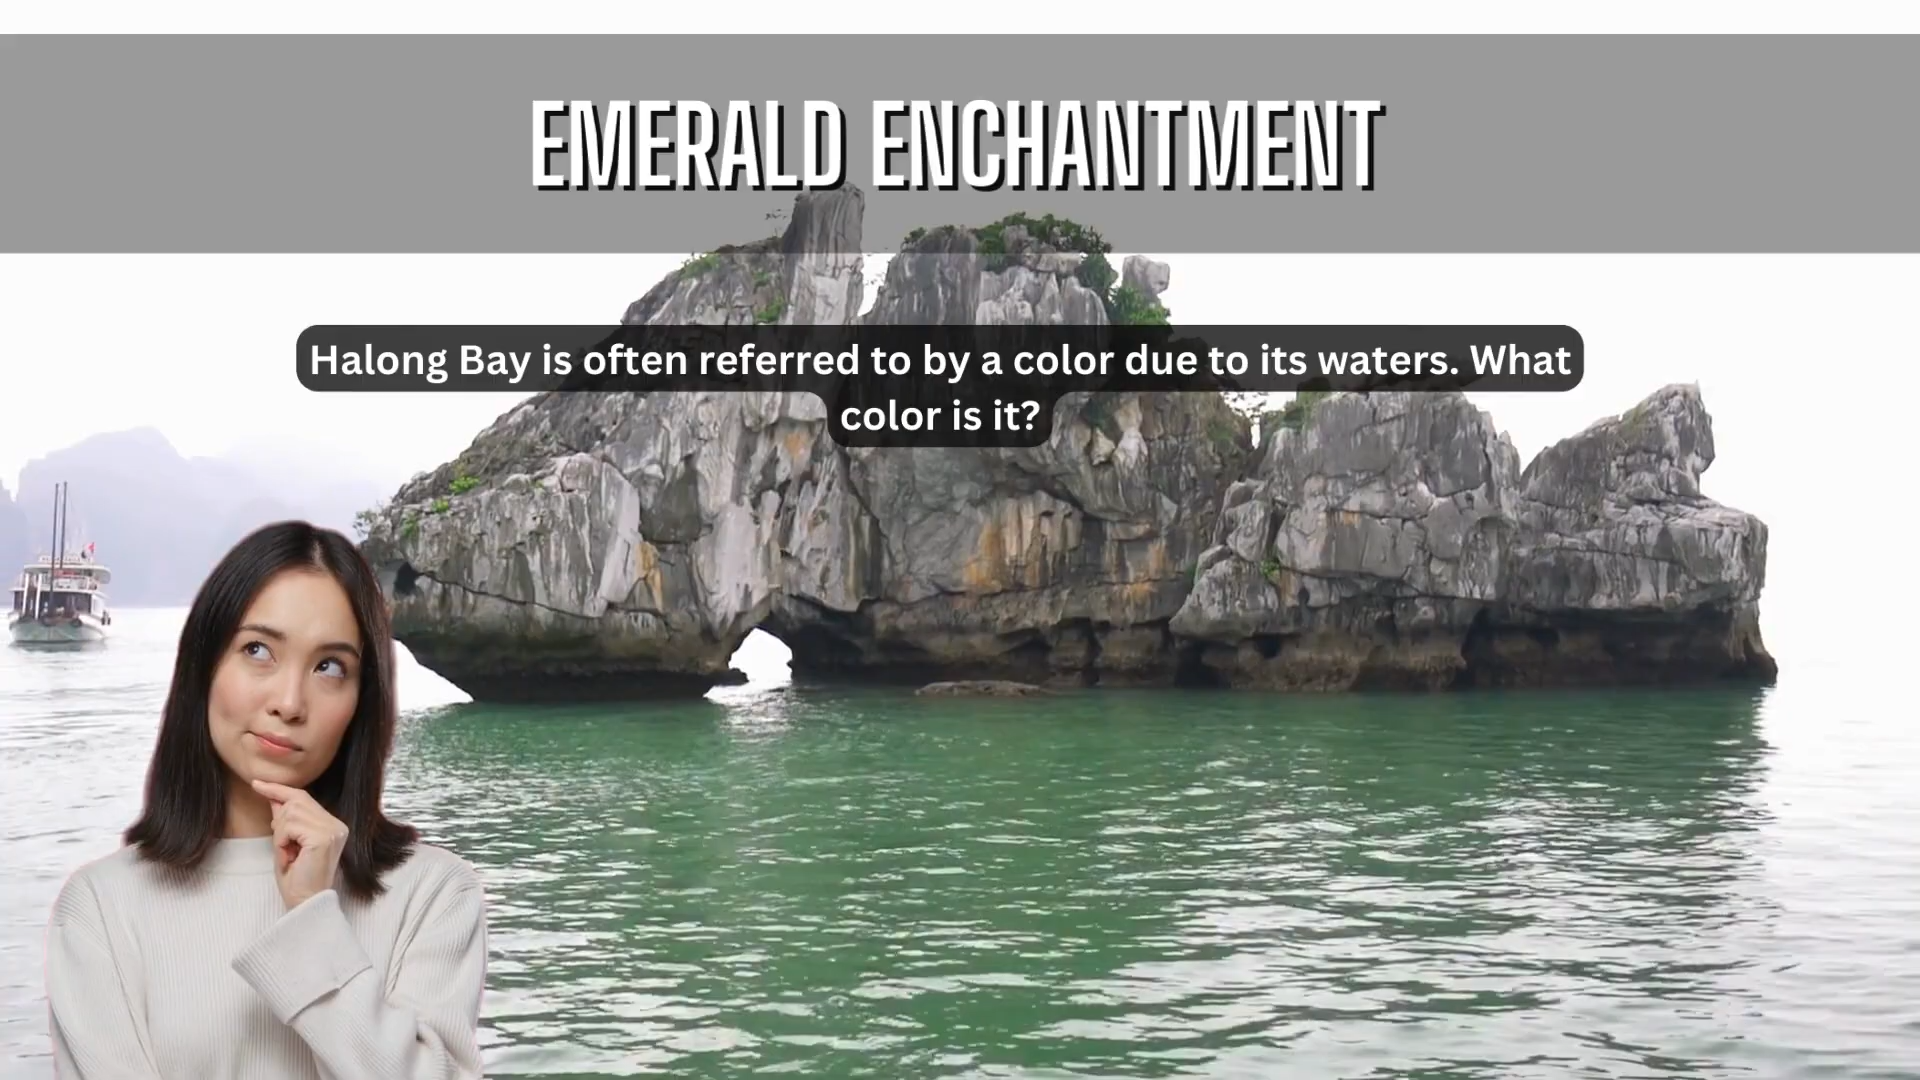 EMERALD ENCHANTMENT
Halong Bay is often referred to by a color due to its waters. What
color is it?